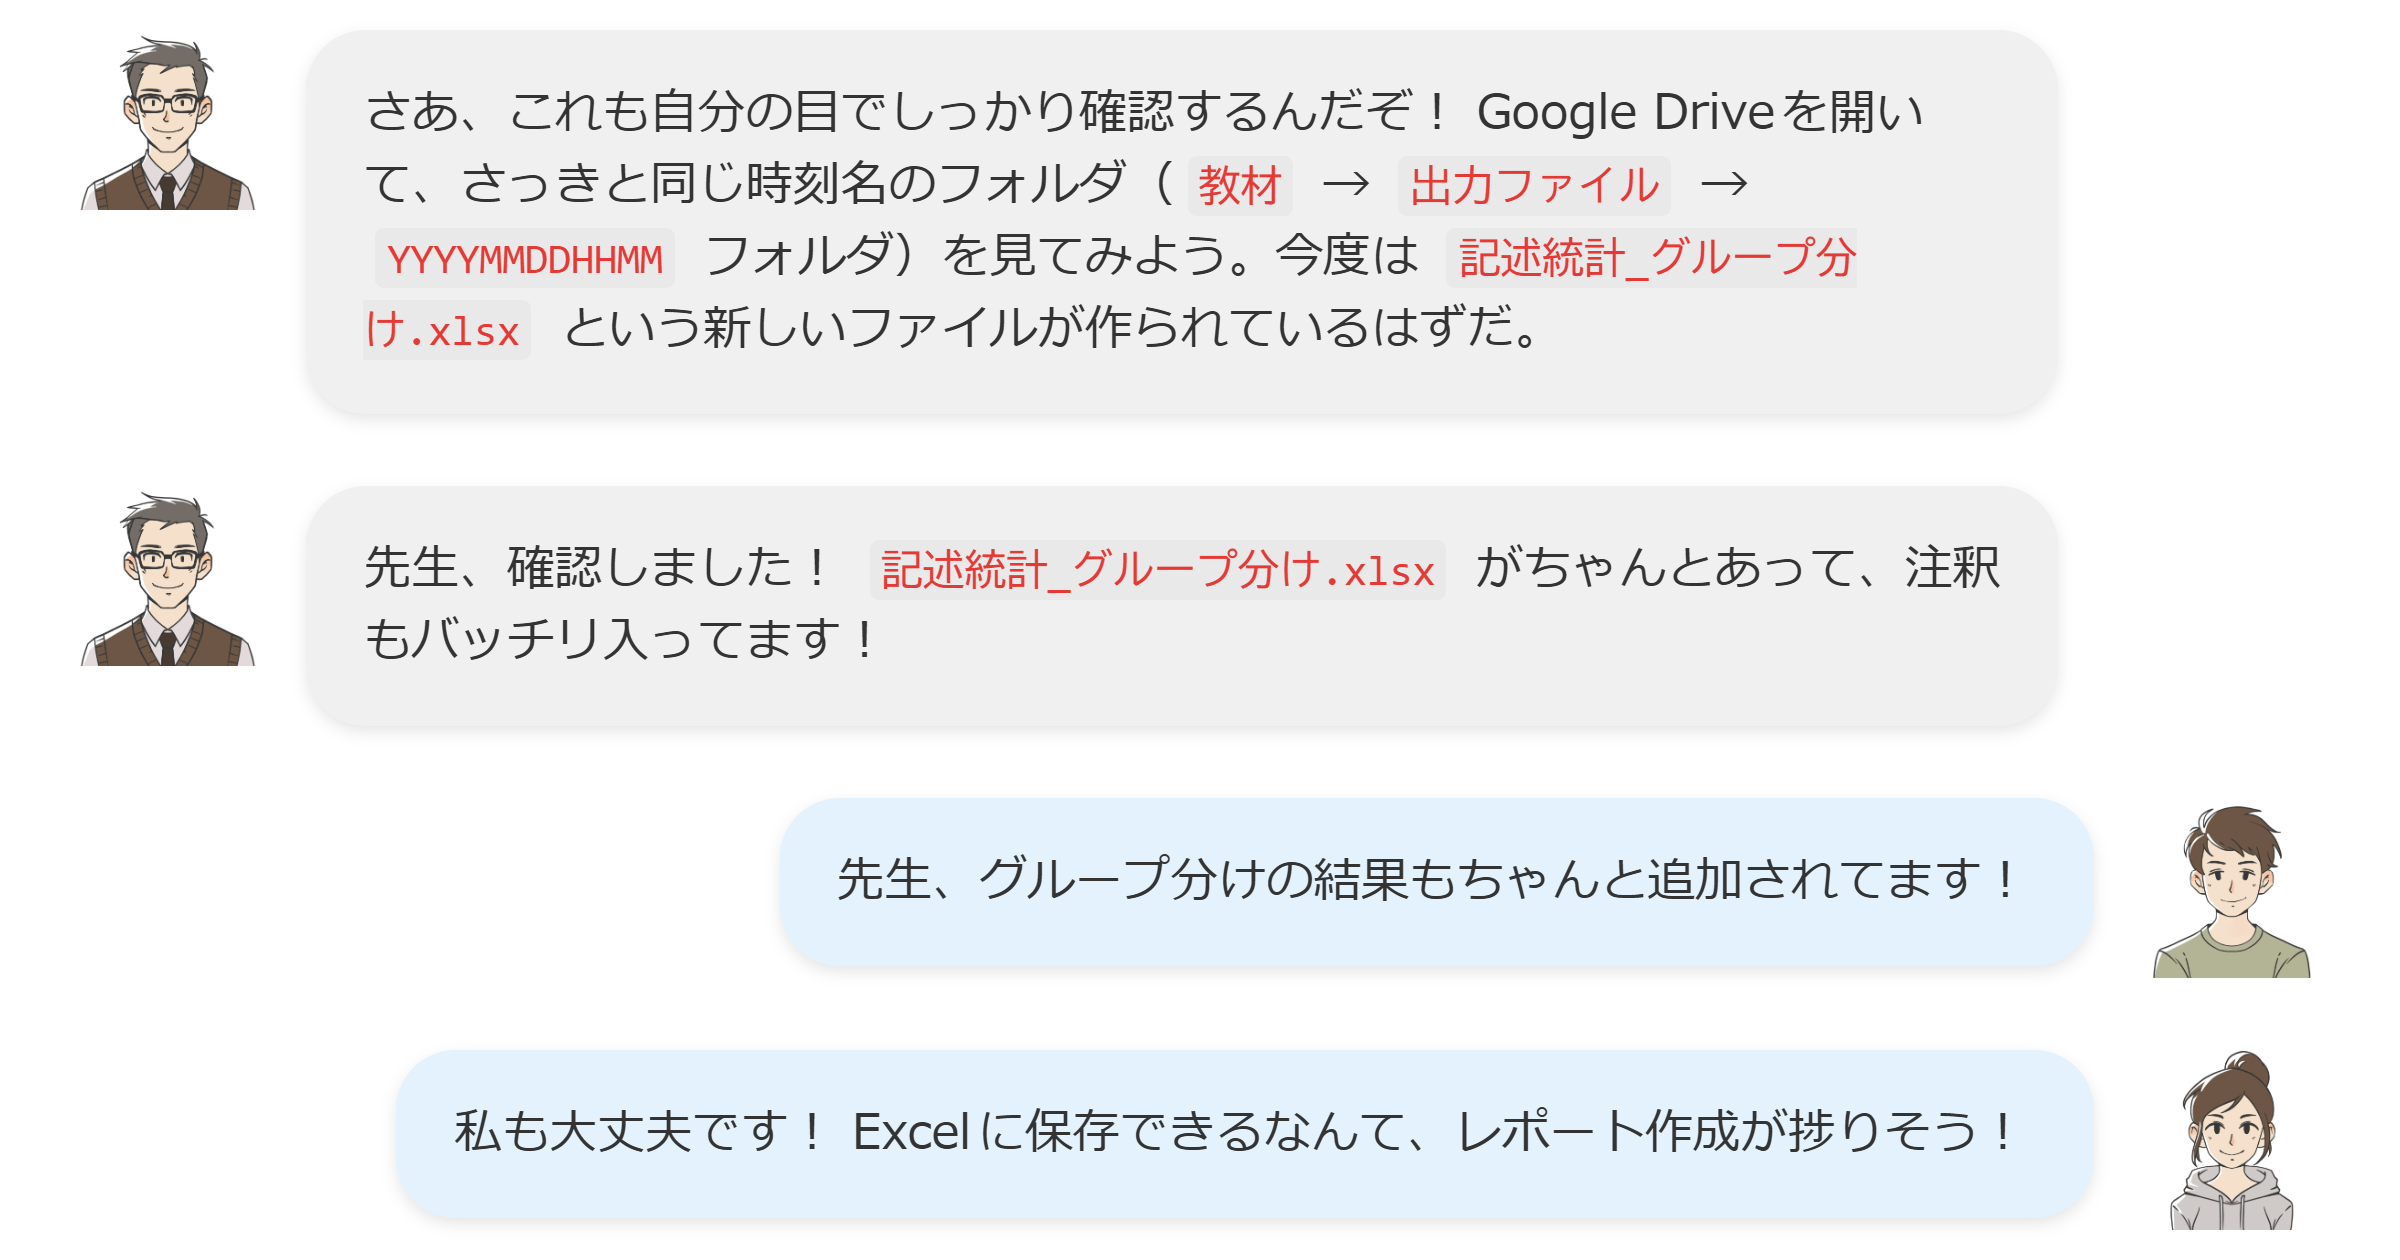 さあ、これも自分の目でしっかり確認するんだぞ！ Google Driveを開い
て、さっきと同じ時刻名のフォルダ（ 教材 → 出力ファイル →
YYYYMMDDHHMM フォルダ）を見てみよう。今度は 記述統計_グループ分
け.xlsx という新しいファイルが作られているはずだ。
先生、確認しました！ 記述統計_グループ分け.xlsx がちゃんとあって、注釈
もバッチリ入ってます！
先生、グループ分けの結果もちゃんと追加されてます！
私も大丈夫です！ Excelに保存できるなんて、レポート作成が捗りそう！